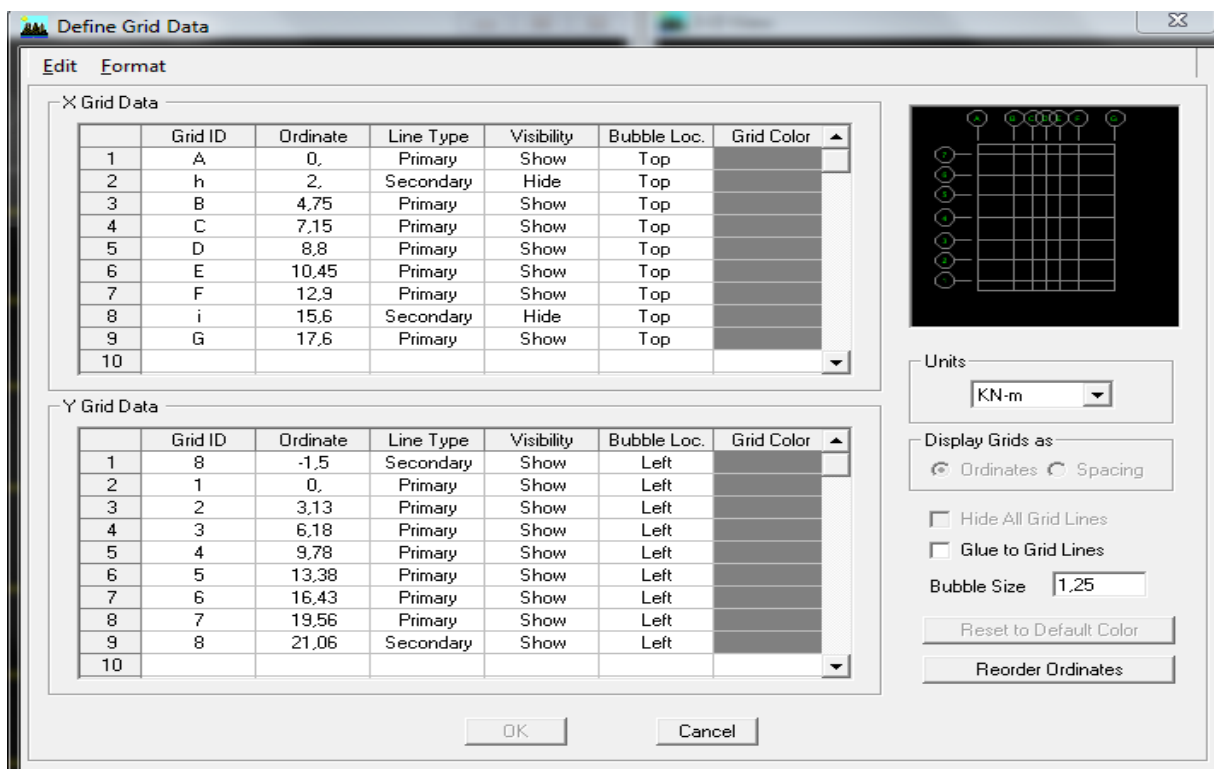 Define Grid Data
Edit Format
X Grid Data
Grid ID Ordinate Line Type Visibility Bubble Loc. Grid Color
1 A 0, Primary Show Top
2 h 2, Secondary Hide Top
3 B 4,75 Primary Show Top
4 C 7,15 Primary Show Top
5 D 8,8 Primary Show Top
6 E 10,45 Primary Show Top
7 F 12,9 Primary Show Top
8 i 15,6 Secondary Hide Top
9 G 17,6 Primary Show Top
10
Y Grid Data
Grid ID Ordinate Line Type Visibility Bubble Loc. Grid Color
1 8 -1,5 Secondary Show Left
2 1 0, Primary Show Left
3 2 3,13 Primary Show Left
4 3 6,18 Primary Show Left
5 4 9,78 Primary Show Left
6 5 13,38 Primary Show Left
7 6 16,43 Primary Show Left
8 7 19,56 Primary Show Left
9 8 21,06 Secondary Show Left
10
Units
KN-m
Display Grids as
Ordinates Spacing
Hide All Grid Lines
Glue to Grid Lines
Bubble Size 1,25
Reset to Default Color
Reorder Ordinates
OK Cancel